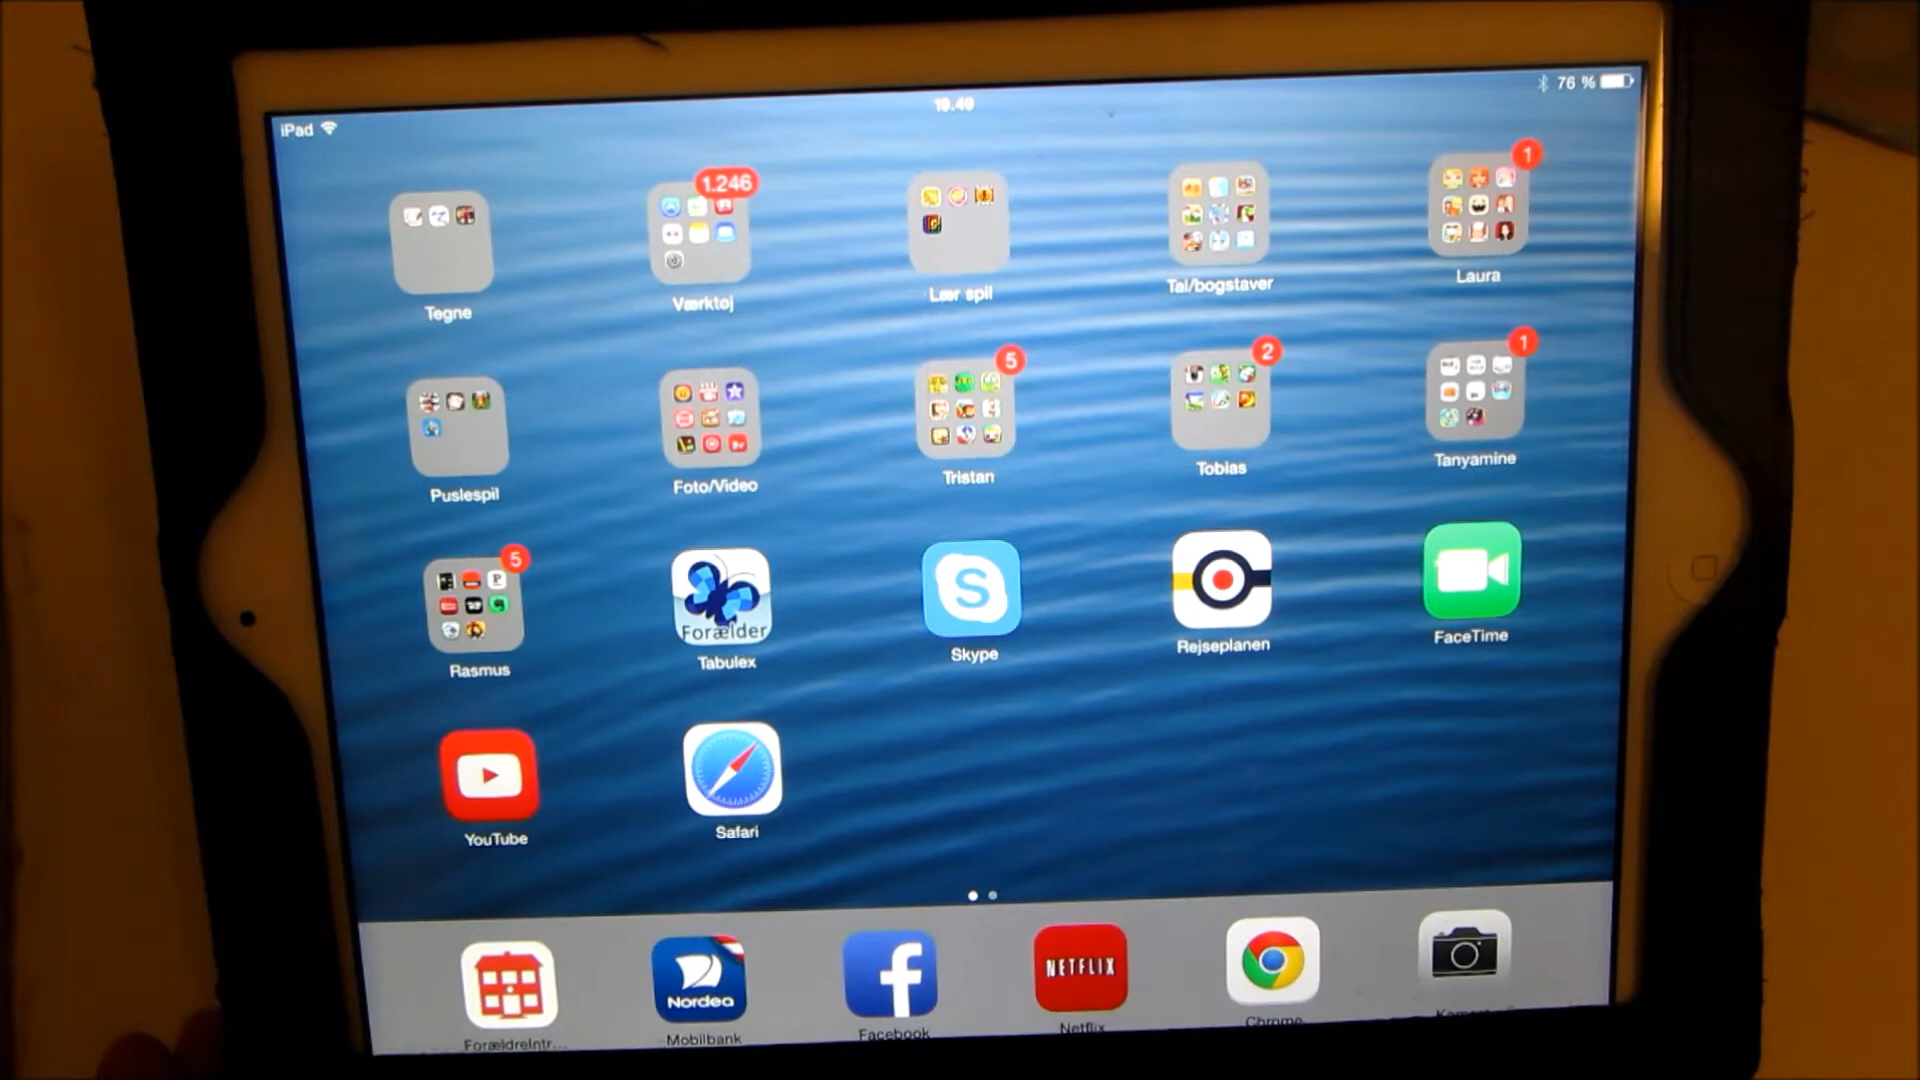 iPad
76 %
1.246
1
Tegne
Værktøj
Lær spil
Tal/bogstaver
Laura
5
2
1
Puslespil
Foto/Video
Tristan
Tobias
Tanyamine
5
P
Forælder
S
Rasmus
Tabulex
Skype
Rejseplanen
FaceTime
YouTube
Safari
Nordea
f
NETFLIX
ForældreIntr...
Mobilbank
Facebook
Netflix
Chrome